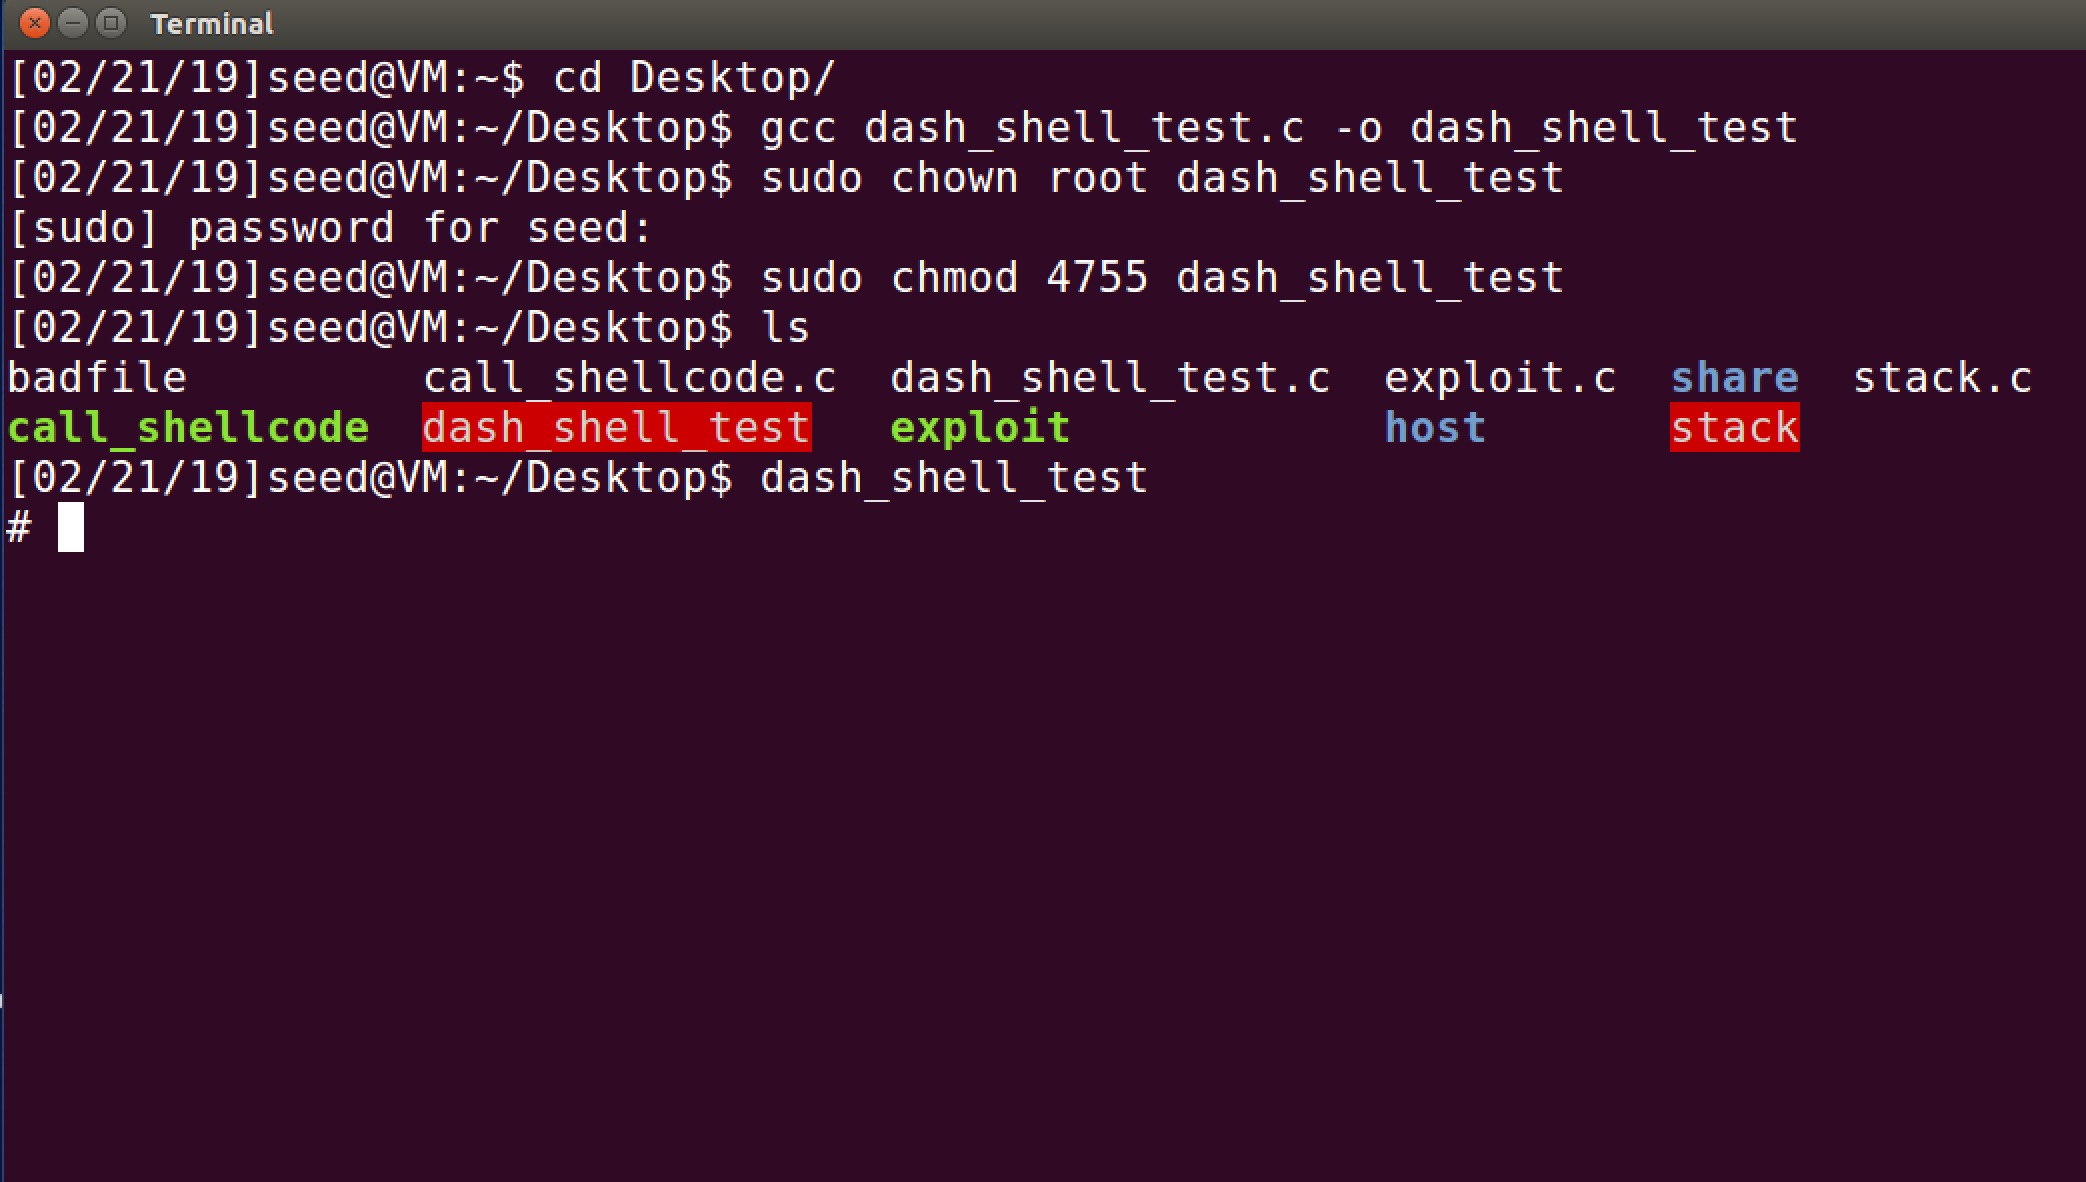 Terminal
[02/21/19]seed@VM:~$ cd Desktop/
[02/21/19]seed@VM:~/Desktop$ gcc dash_shell_test.c -o dash_shell_test
[02/21/19]seed@VM:~/Desktop$ sudo chown root dash_shell_test
[sudo] password for seed:
[02/21/19]seed@VM:~/Desktop$ sudo chmod 4755 dash_shell_test
[02/21/19]seed@VM:~/Desktop$ ls
badfile         call_shellcode.c  dash_shell_test.c  exploit.c  share  stack.c
call_shellcode  dash_shell_test   exploit            host       stack
[02/21/19]seed@VM:~/Desktop$ dash_shell_test
#